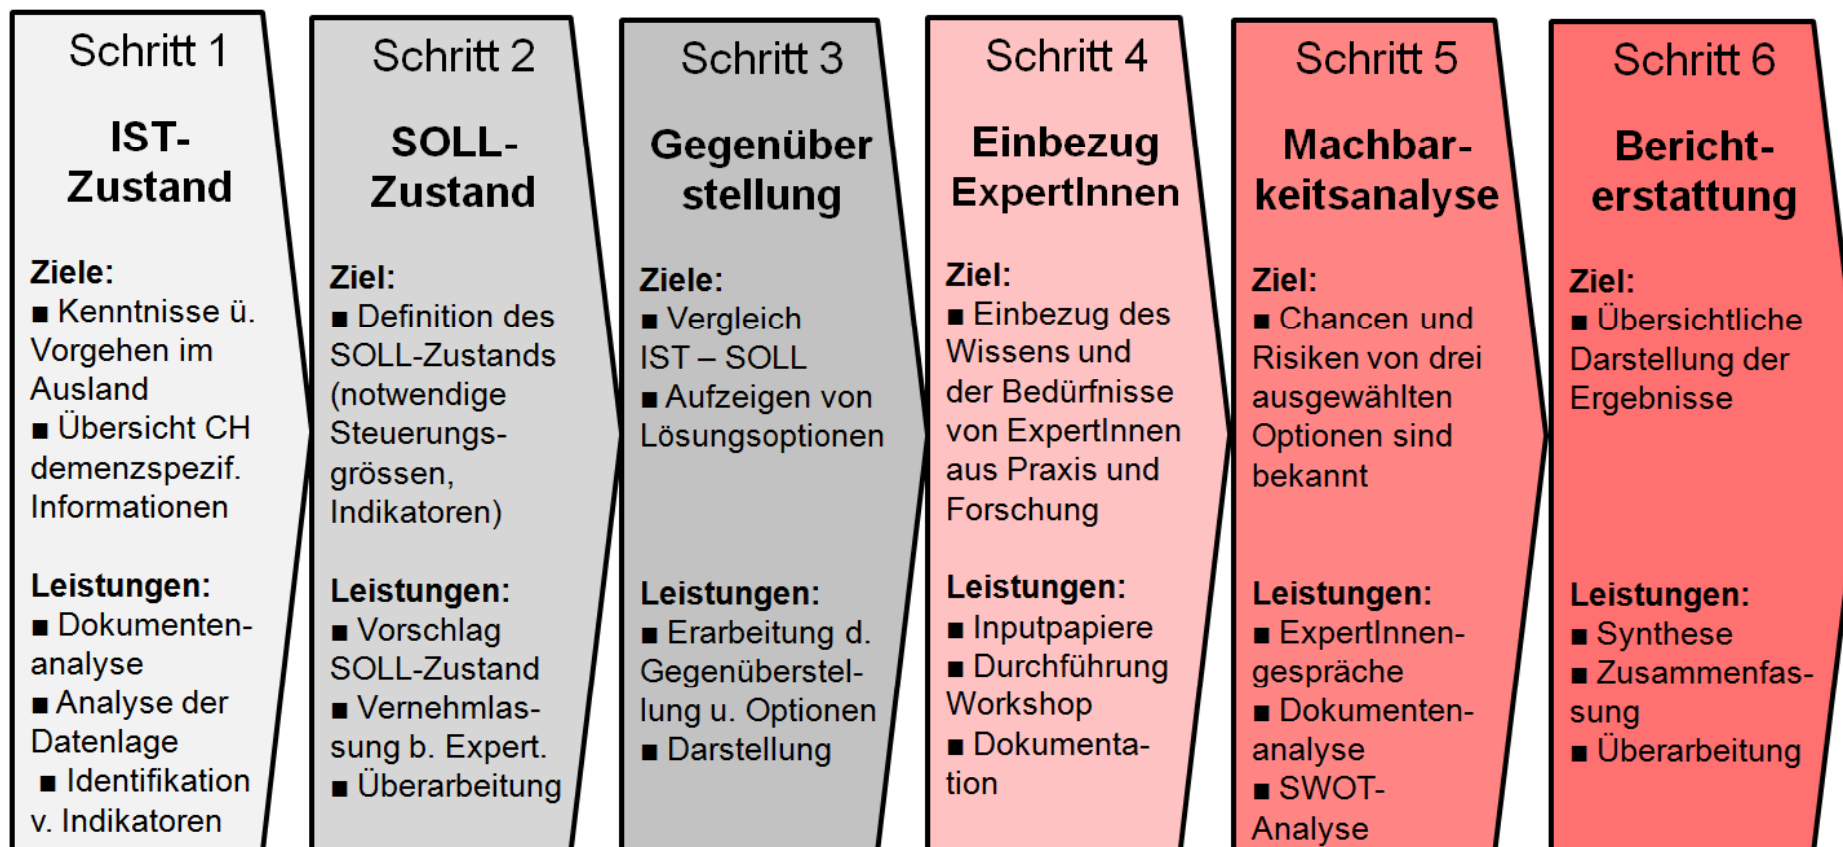 Schritt 1
IST-
Zustand
Ziele:
■ Kenntnisse ü.
Vorgehen im
Ausland
■ Übersicht CH
demenzspezif.
Informationen
Leistungen:
■ Dokumenten-
analyse
■ Analyse der
Datenlage
■ Identifikation
v. Indikatoren
Schritt 2
SOLL-
Zustand
Ziel:
■ Definition des
SOLL-Zustands
(notwendige
Steuerungs-
grössen,
Indikatoren)
Leistungen:
■ Vorschlag
SOLL-Zustand
■ Vernehmlas-
sung b. Expert.
■ Überarbeitung
Schritt 3
Gegenüber
stellung
Ziele:
■ Vergleich
IST – SOLL
■ Aufzeigen von
Lösungsoptionen
Leistungen:
■ Erarbeitung d.
Gegenüberstel-
lung u. Optionen
■ Darstellung
Schritt 4
Einbezug
ExpertInnen
Ziel:
■ Einbezug des
Wissens und
der Bedürfnisse
von ExpertInnen
aus Praxis und
Forschung
Leistungen:
■ Inputpapiere
■ Durchführung
Workshop
■ Dokumenta-
tion
Schritt 5
Machbar-
keitsanalyse
Ziel:
■ Chancen und
Risiken von drei
ausgewählten
Optionen sind
bekannt
Leistungen:
■ ExpertInnen-
gespräche
■ Dokumenten-
analyse
■ SWOT-
Analyse
Schritt 6
Bericht-
erstattung
Ziel:
■ Übersichtliche
Darstellung der
Ergebnisse
Leistungen:
■ Synthese
■ Zusammenfas-
sung
■ Überarbeitung